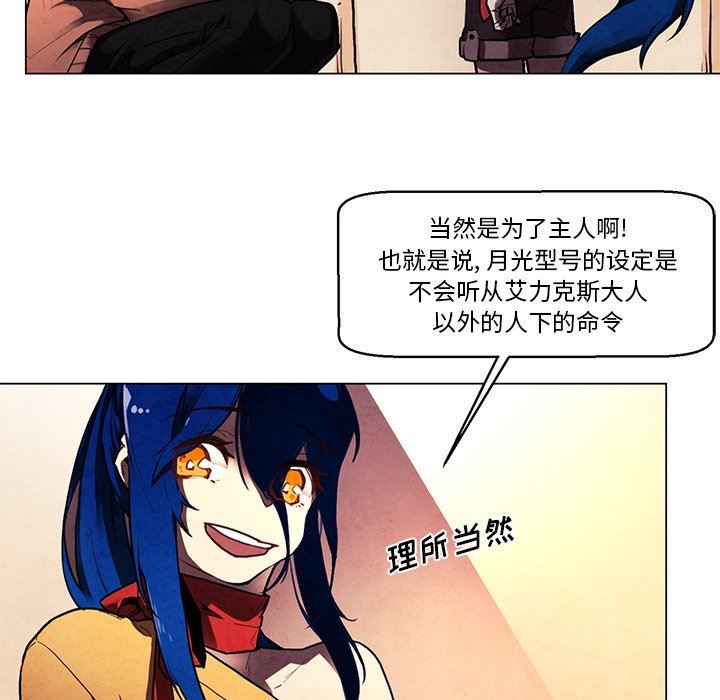 当然是为了主人啊!
也就是说, 月光型号的设定是
不会听从艾力克斯大人
以外的人下的命令
理所当然